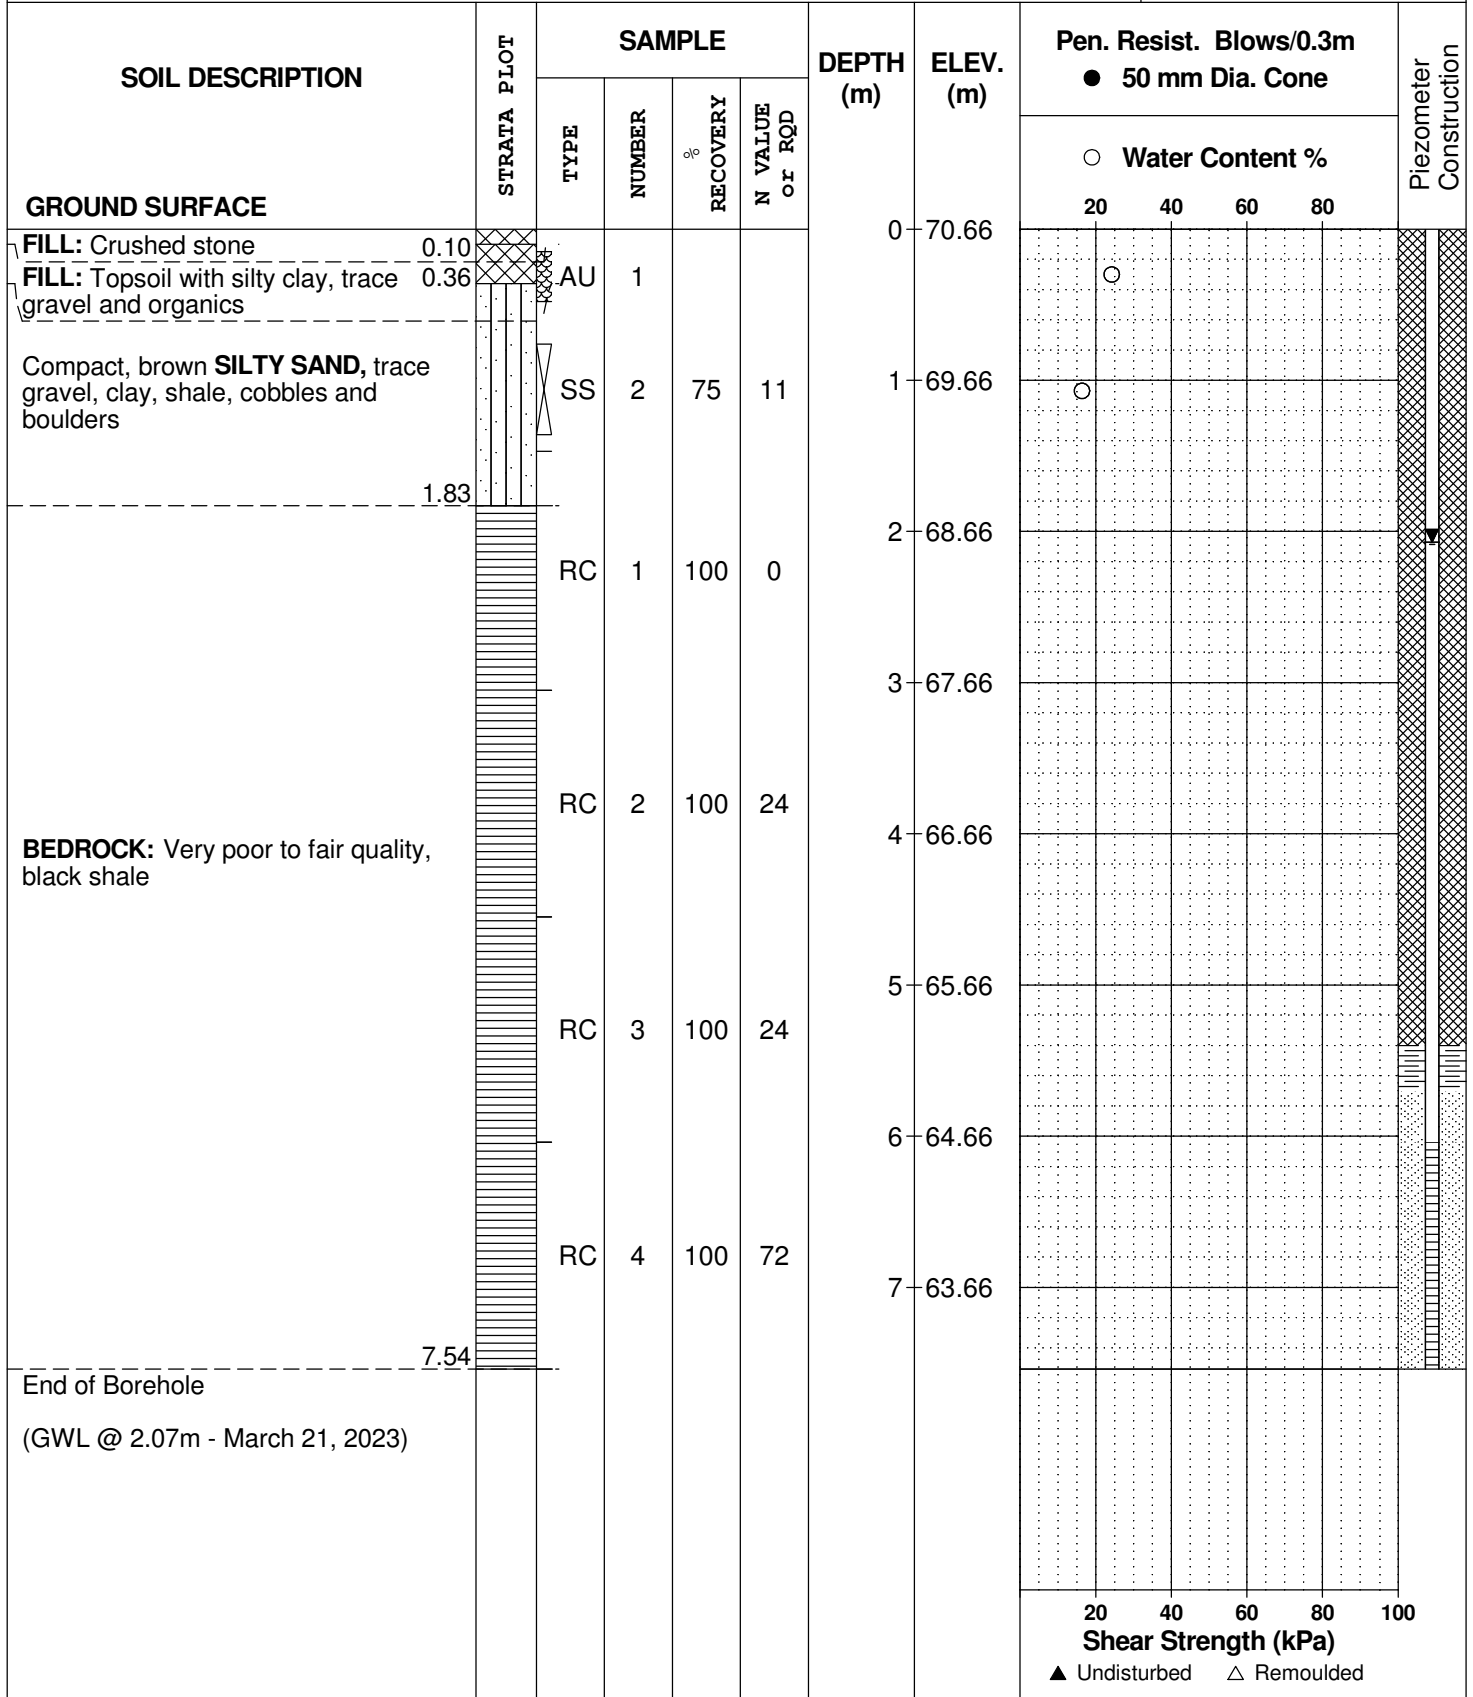 SOIL DESCRIPTION
GROUND SURFACE
STRATA PLOT
SAMPLE
TYPE
NUMBER
% RECOVERY
N VALUE or RQD
DEPTH (m)
ELEV. (m)
Pen. Resist. Blows/0.3m
● 50 mm Dia. Cone
○ Water Content %
20 40 60 80
Piezometer Construction
0 70.66
FILL: Crushed stone 0.10
FILL: Topsoil with silty clay, trace 0.36
gravel and organics
AU 1
Compact, brown SILTY SAND, trace
gravel, clay, shale, cobbles and
boulders
SS 2 75 11
1 69.66
1.83
2 68.66
RC 1 100 0
3 67.66
RC 2 100 24
4 66.66
BEDROCK: Very poor to fair quality,
black shale
5 65.66
RC 3 100 24
6 64.66
RC 4 100 72
7 63.66
7.54
End of Borehole
(GWL @ 2.07m - March 21, 2023)
20 40 60 80 100
Shear Strength (kPa)
▲ Undisturbed △ Remoulded